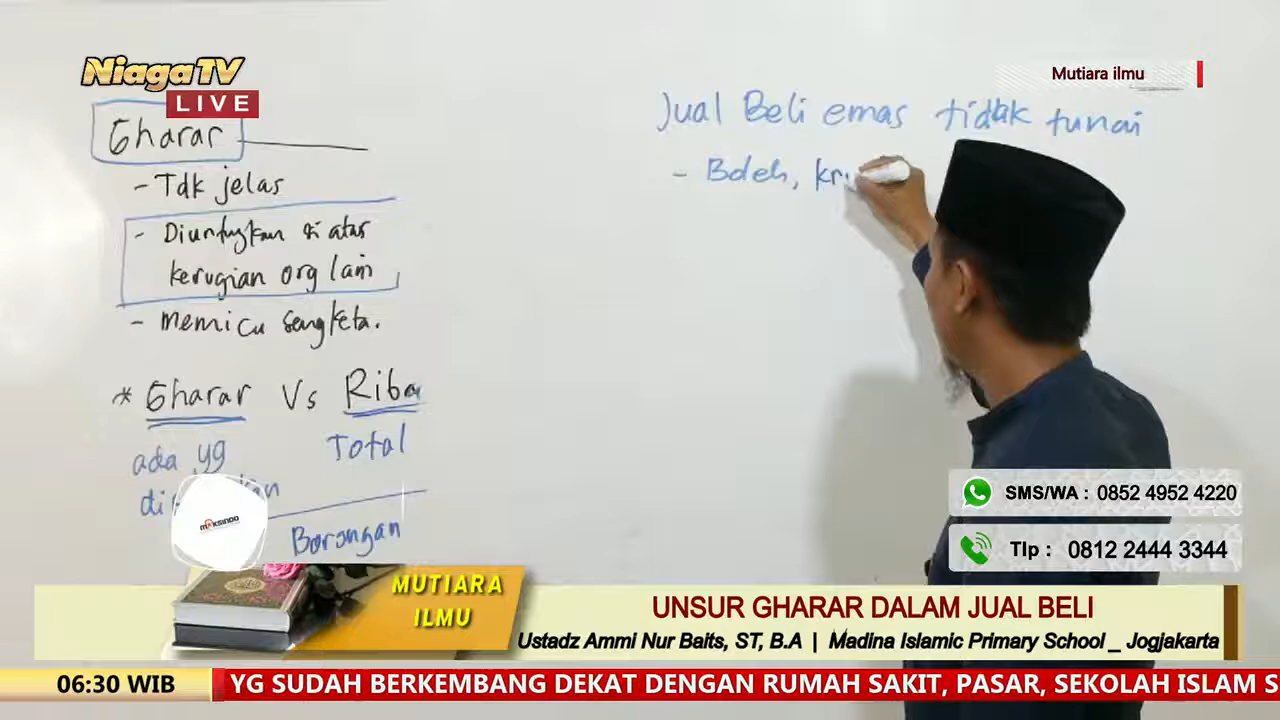 NiagaTV
LIVE
Mutiara ilmu
Gharar
- Tdk jelas
- Diuntungkan di atas
kerugian org lain
- memicu sengketa.
* Gharar Vs Riba
ada yg
Total
Borongan
Jual Beli emas tidak tunai
- Boleh,
MAKSINDO
SMS/WA : 0852 4952 4220
Tlp : 0812 2444 3344
MUTIARA
ILMU
UNSUR GHARAR DALAM JUAL BELI
Ustadz Ammi Nur Baits, ST, B.A | Madina Islamic Primary School _ Jogjakarta
06:30 WIB
YG SUDAH BERKEMBANG DEKAT DENGAN RUMAH SAKIT, PASAR, SEKOLAH ISLAM S